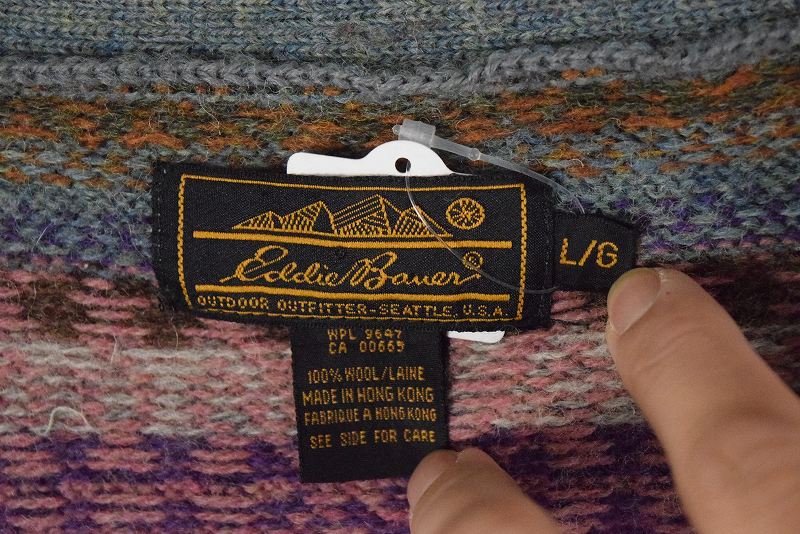 Eddie Bauer®
OUTDOOR OUTFITTER-SEATTLE, U.S.A.
L/G
WPL 9647
CA 00665
100% WOOL/LAINE
MADE IN HONG KONG
FABRIQUE A HONG KONG
SEE SIDE FOR CARE